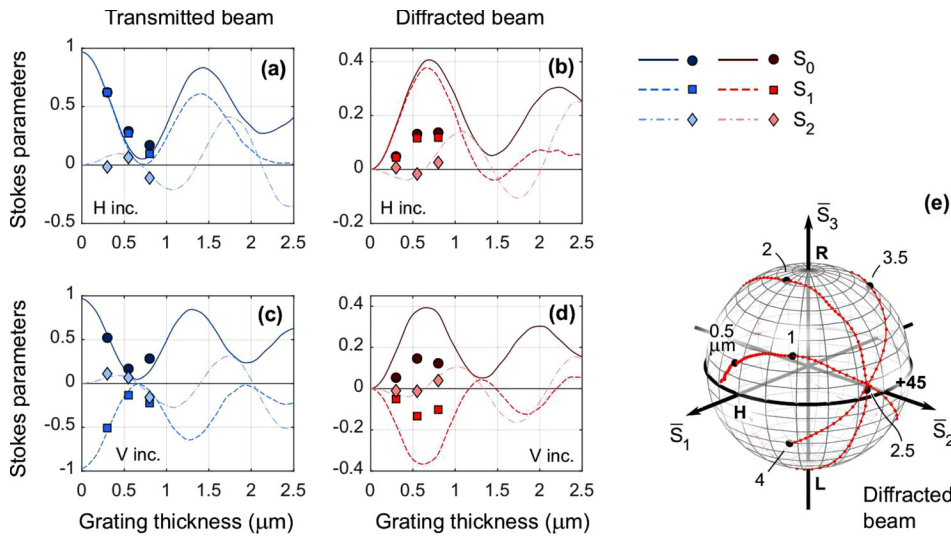 Transmitted beam
Diffracted beam
Stokes parameters
1
0.5
0
-0.5
(a)
H inc.
0 0.5 1 1.5 2 2.5
0.4
0.2
0
-0.2
(b)
H inc.
0 0.5 1 1.5 2 2.5
S0
S1
S2
Stokes parameters
1
0.5
0
-0.5
-1
(c)
V inc.
0 0.5 1 1.5 2 2.5
Grating thickness (μm)
0.4
0.2
0
-0.2
-0.4
(d)
V inc.
0 0.5 1 1.5 2 2.5
Grating thickness (μm)
(e)
S̅3
R
2
3.5
0.5
μm
1
+45
S̅1
H
S̅2
2.5
4
L
Diffracted
beam